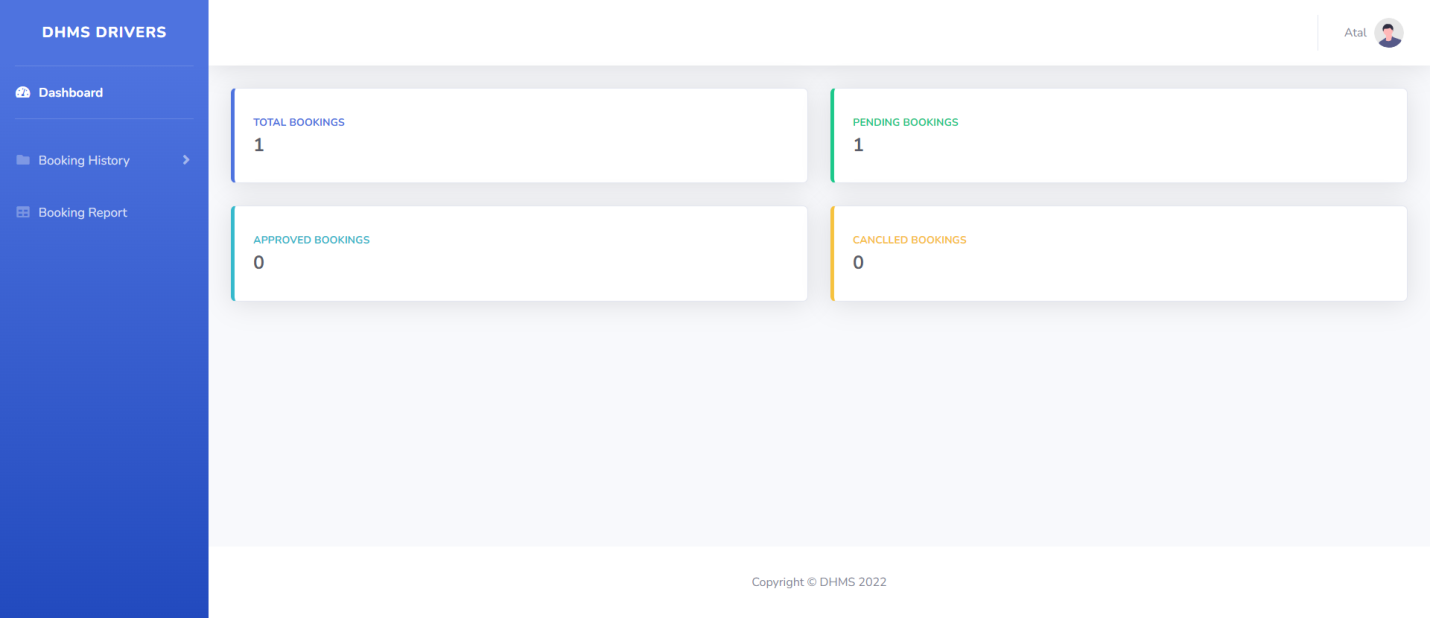 DHMS DRIVERS
Atal
Dashboard
Booking History
Booking Report
TOTAL BOOKINGS
1
PENDING BOOKINGS
1
APPROVED BOOKINGS
0
CANCLLED BOOKINGS
0
Copyright © DHMS 2022